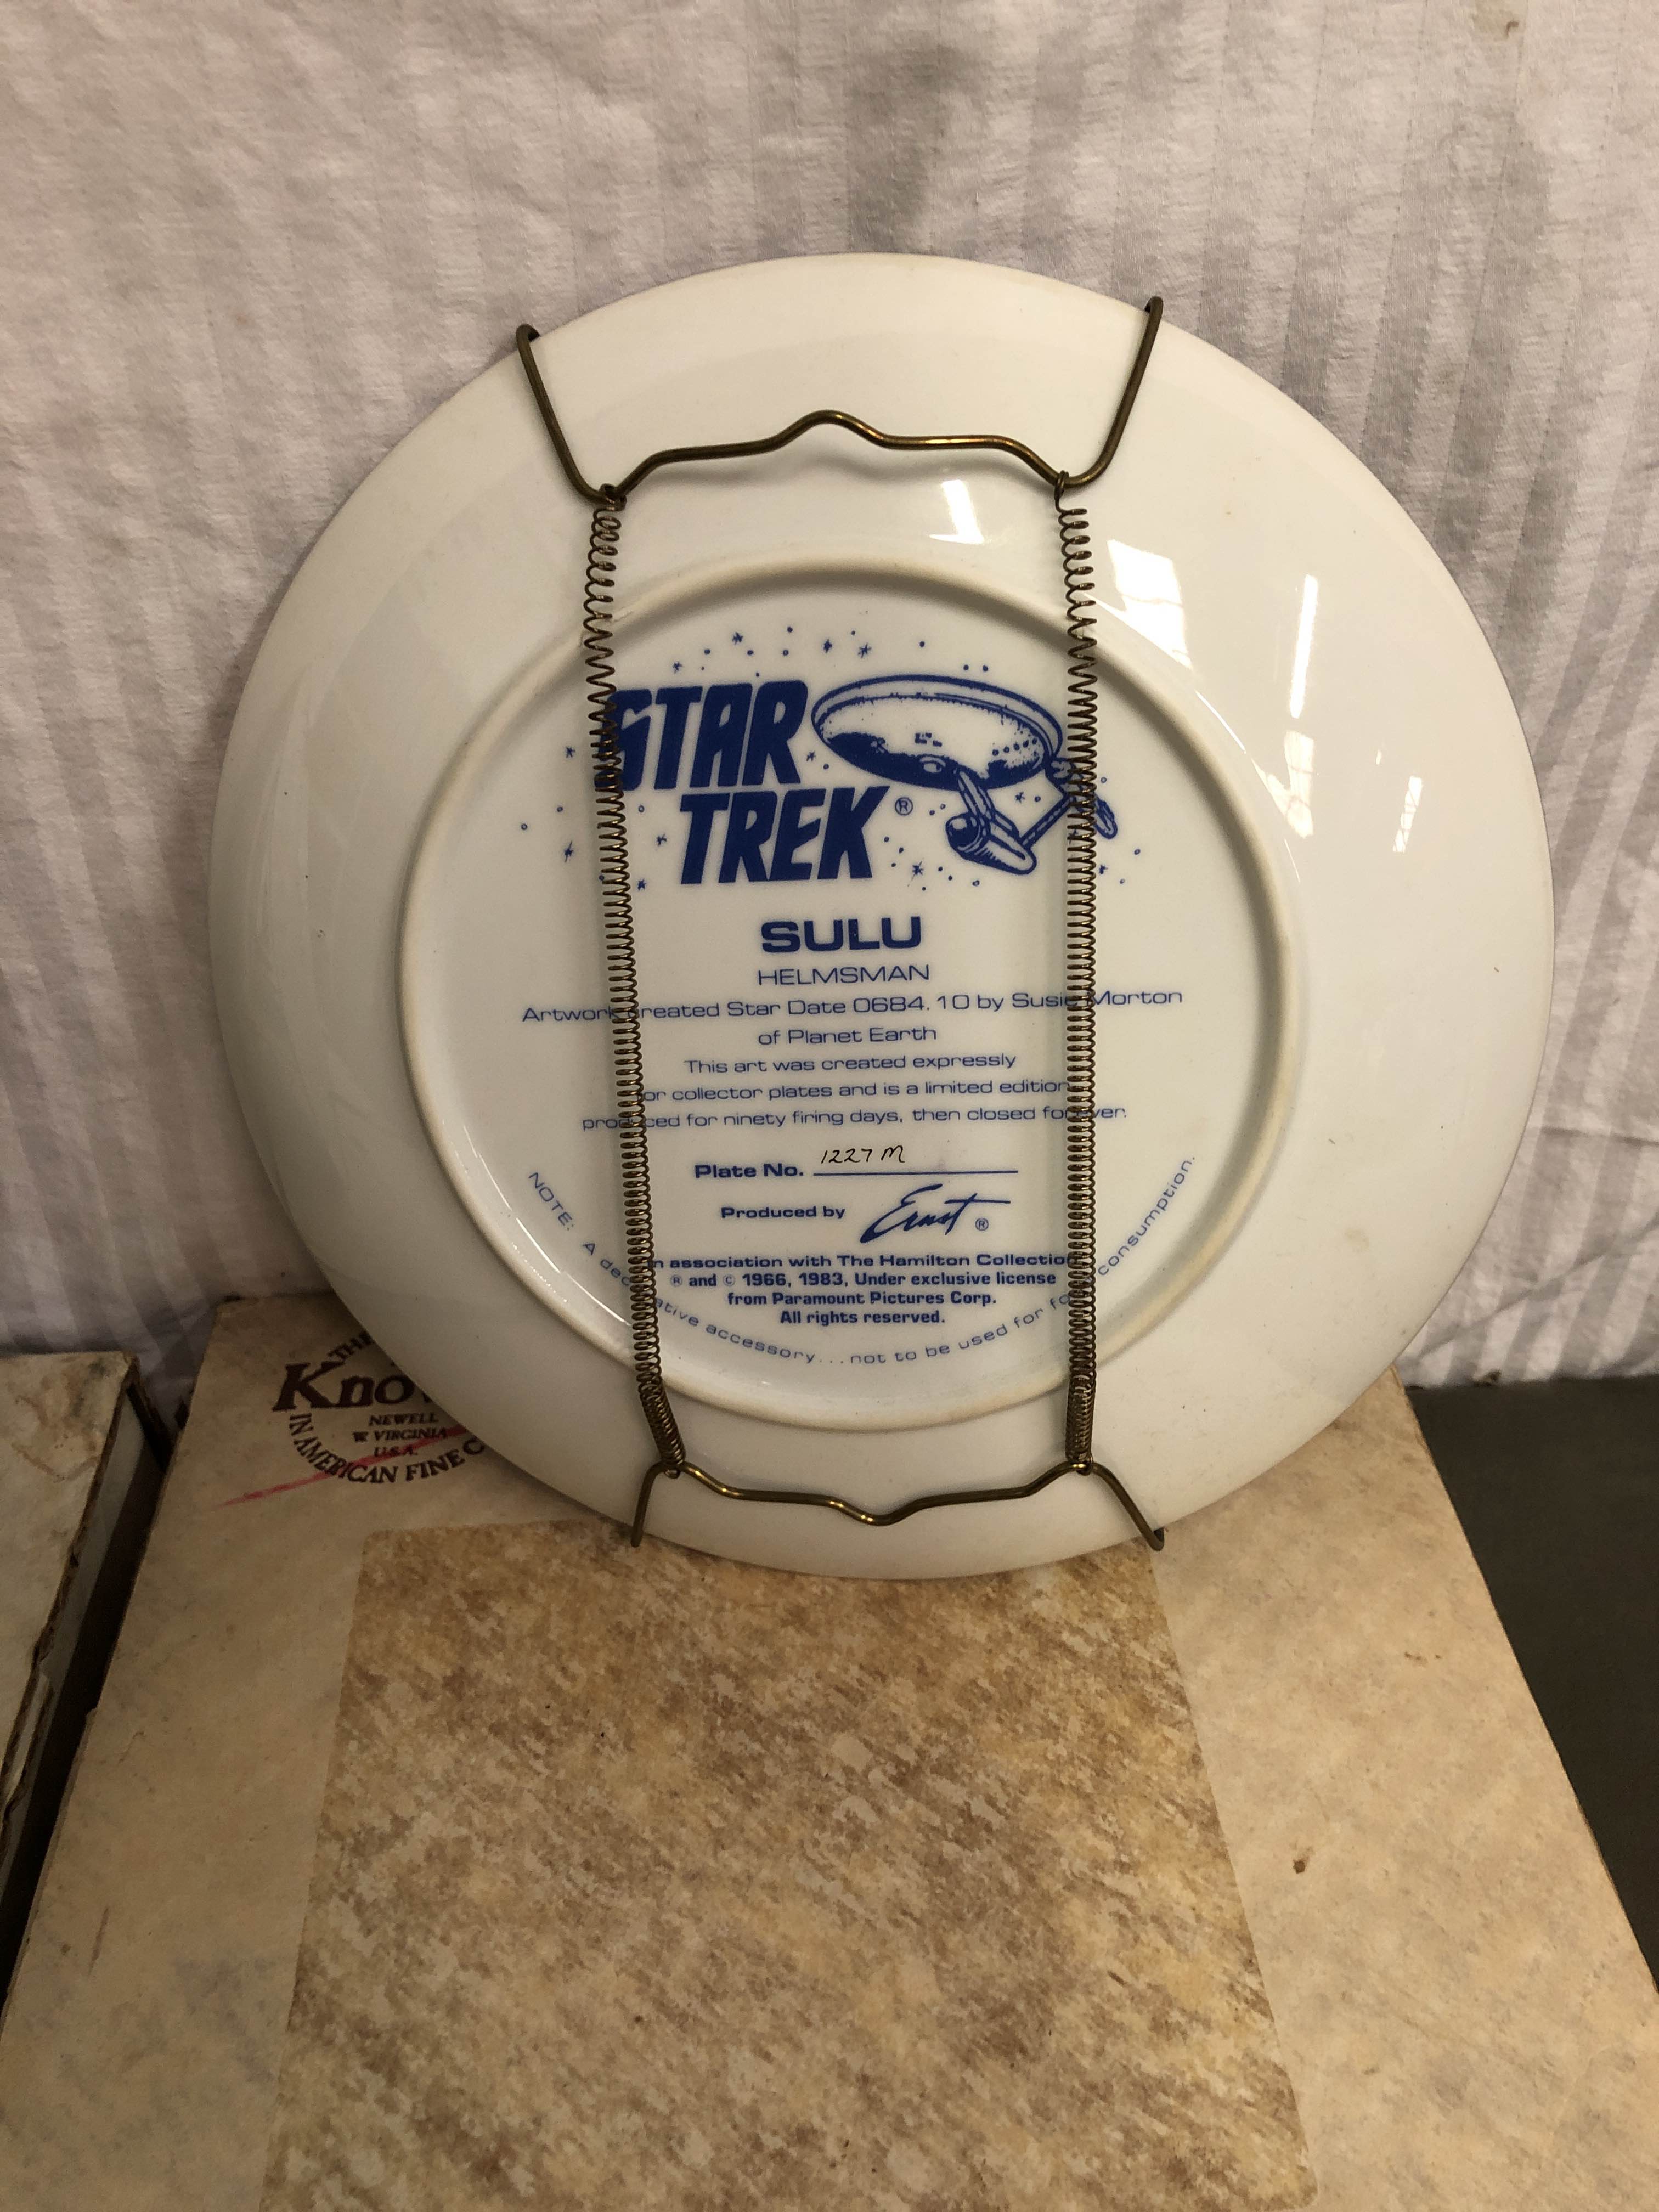 STAR
TREK®
SULU
HELMSMAN
Artwork created Star Date 0684.10 by Susie Morton
of Planet Earth
This art was created expressly
for collector plates and is a limited edition
produced for ninety firing days, then closed forever.
Plate No. 1227 M
Produced by Ernst ®
in association with The Hamilton Collection
® and © 1966, 1983, Under exclusive license
from Paramount Pictures Corp.
All rights reserved.
NOTE: A decorative accessory...not to be used for food consumption.
THE
NEWELL
W VIRGINIA
U.S.A.
IN AMERICAN FINE